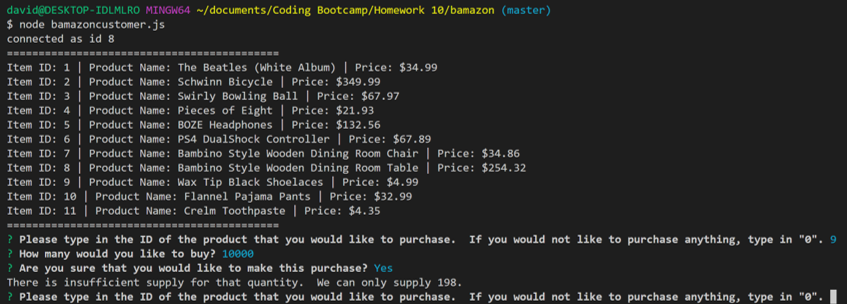 david@DESKTOP-IDLMLRO MINGW64 ~/documents/Coding Bootcamp/Homework 10/bamazon (master)
$ node bamazoncustomer.js
connected as id 8
=========================================
Item ID: 1 | Product Name: The Beatles (White Album) | Price: $34.99
Item ID: 2 | Product Name: Schwinn Bicycle | Price: $349.99
Item ID: 3 | Product Name: Swirly Bowling Ball | Price: $67.97
Item ID: 4 | Product Name: Pieces of Eight | Price: $21.93
Item ID: 5 | Product Name: BOZE Headphones | Price: $132.56
Item ID: 6 | Product Name: PS4 DualShock Controller | Price: $67.89
Item ID: 7 | Product Name: Bambino Style Wooden Dining Room Chair | Price: $34.86
Item ID: 8 | Product Name: Bambino Style Wooden Dining Room Table | Price: $254.32
Item ID: 9 | Product Name: Wax Tip Black Shoelaces | Price: $4.99
Item ID: 10 | Product Name: Flannel Pajama Pants | Price: $32.99
Item ID: 11 | Product Name: Crelm Toothpaste | Price: $4.35
=========================================
? Please type in the ID of the product that you would like to purchase.  If you would not like to purchase anything, type in "0". 9
? How many would you like to buy? 10000
? Are you sure that you would like to make this purchase? Yes
There is insufficient supply for that quantity.  We can only supply 198.
? Please type in the ID of the product that you would like to purchase.  If you would not like to purchase anything, type in "0".